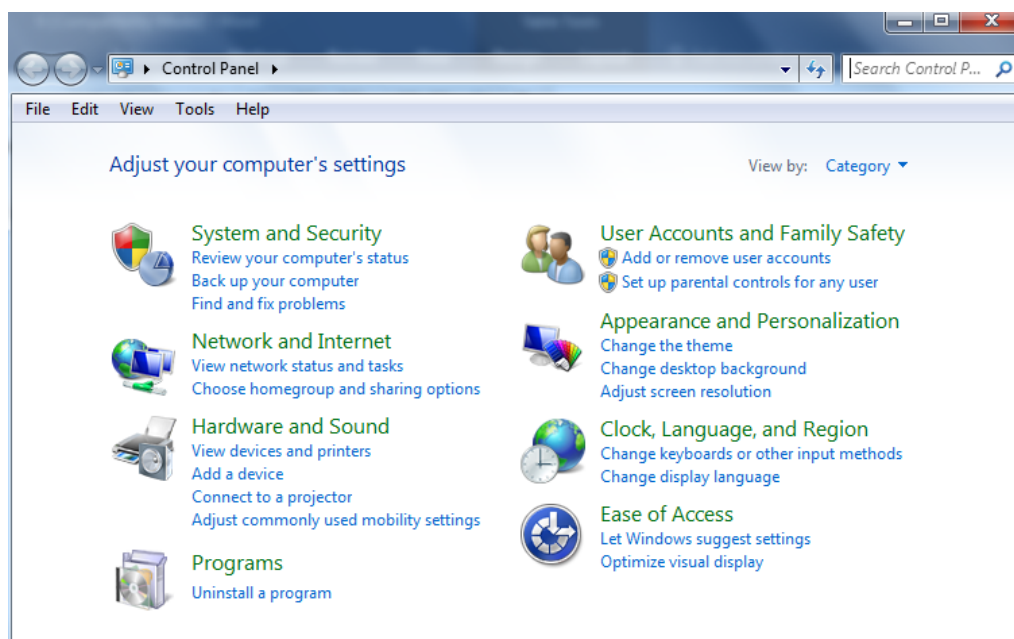 Control Panel
Search Control P...
File Edit View Tools Help
Adjust your computer's settings
View by: Category
System and Security
Review your computer's status
Back up your computer
Find and fix problems
Network and Internet
View network status and tasks
Choose homegroup and sharing options
Hardware and Sound
View devices and printers
Add a device
Connect to a projector
Adjust commonly used mobility settings
Programs
Uninstall a program
User Accounts and Family Safety
Add or remove user accounts
Set up parental controls for any user
Appearance and Personalization
Change the theme
Change desktop background
Adjust screen resolution
Clock, Language, and Region
Change keyboards or other input methods
Change display language
Ease of Access
Let Windows suggest settings
Optimize visual display